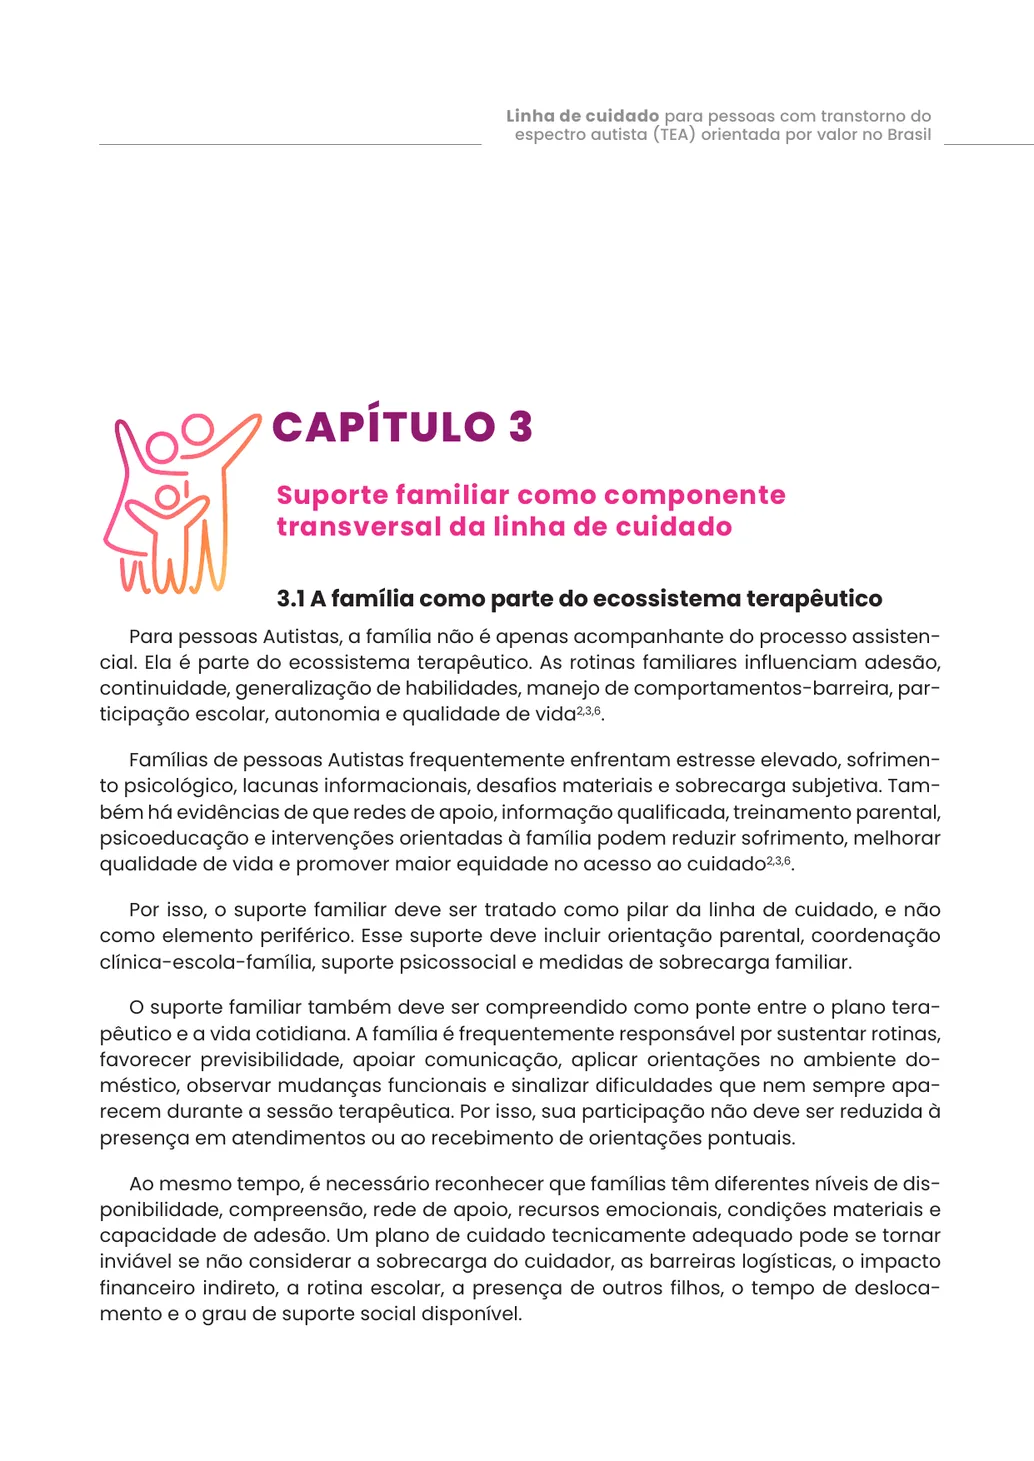 Linha de cuidado para pessoas com transtorno do
espectro autista (TEA) orientada por valor no Brasil
CAPÍTULO 3
Suporte familiar como componente
transversal da linha de cuidado
3.1 A família como parte do ecossistema terapêutico
Para pessoas Autistas, a família não é apenas acompanhante do processo assisten-
cial. Ela é parte do ecossistema terapêutico. As rotinas familiares influenciam adesão,
continuidade, generalização de habilidades, manejo de comportamentos-barreira, par-
ticipação escolar, autonomia e qualidade de vida2,3,6.
Famílias de pessoas Autistas frequentemente enfrentam estresse elevado, sofrimen-
to psicológico, lacunas informacionais, desafios materiais e sobrecarga subjetiva. Tam-
bém há evidências de que redes de apoio, informação qualificada, treinamento parental,
psicoeducação e intervenções orientadas à família podem reduzir sofrimento, melhorar
qualidade de vida e promover maior equidade no acesso ao cuidado2,3,6.
Por isso, o suporte familiar deve ser tratado como pilar da linha de cuidado, e não
como elemento periférico. Esse suporte deve incluir orientação parental, coordenação
clínica-escola-família, suporte psicossocial e medidas de sobrecarga familiar.
O suporte familiar também deve ser compreendido como ponte entre o plano tera-
pêutico e a vida cotidiana. A família é frequentemente responsável por sustentar rotinas,
favorecer previsibilidade, apoiar comunicação, aplicar orientações no ambiente do-
méstico, observar mudanças funcionais e sinalizar dificuldades que nem sempre apa-
recem durante a sessão terapêutica. Por isso, sua participação não deve ser reduzida à
presença em atendimentos ou ao recebimento de orientações pontuais.
Ao mesmo tempo, é necessário reconhecer que famílias têm diferentes níveis de dis-
ponibilidade, compreensão, rede de apoio, recursos emocionais, condições materiais e
capacidade de adesão. Um plano de cuidado tecnicamente adequado pode se tornar
inviável se não considerar a sobrecarga do cuidador, as barreiras logísticas, o impacto
financeiro indireto, a rotina escolar, a presença de outros filhos, o tempo de desloca-
mento e o grau de suporte social disponível.